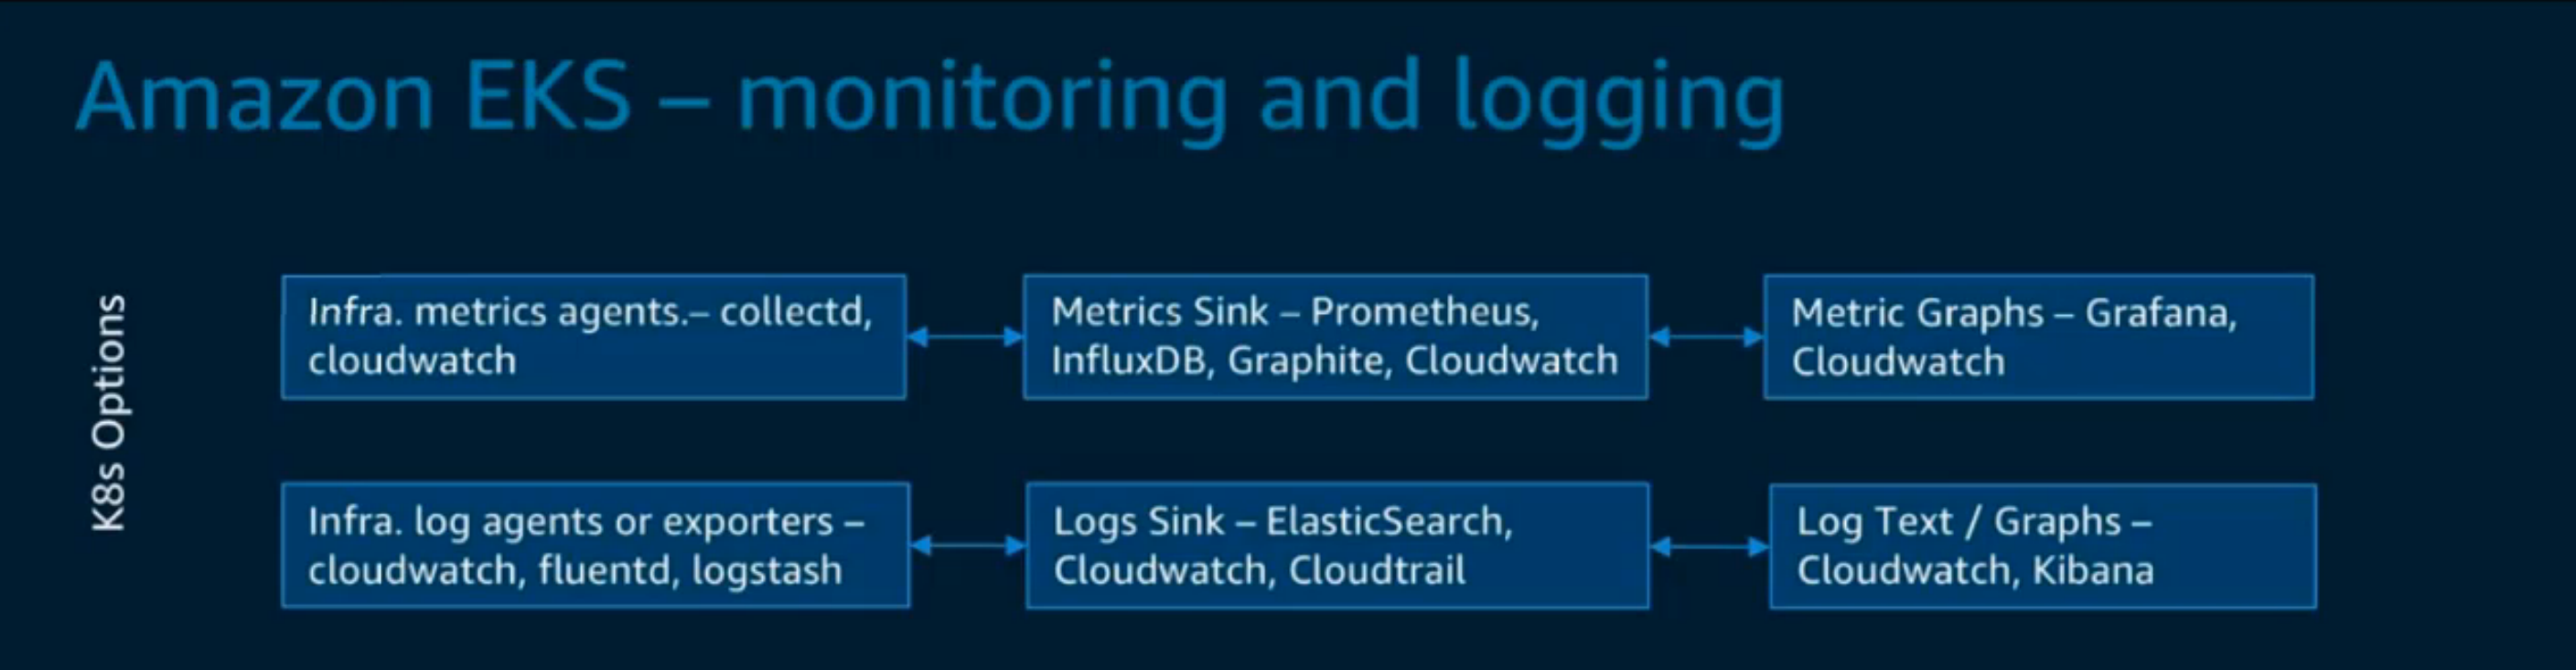 Amazon EKS – monitoring and logging
K8s Options
Infra. metrics agents.– collectd,
cloudwatch
Metrics Sink – Prometheus,
InfluxDB, Graphite, Cloudwatch
Metric Graphs – Grafana,
Cloudwatch
Infra. log agents or exporters –
cloudwatch, fluentd, logstash
Logs Sink – ElasticSearch,
Cloudwatch, Cloudtrail
Log Text / Graphs –
Cloudwatch, Kibana